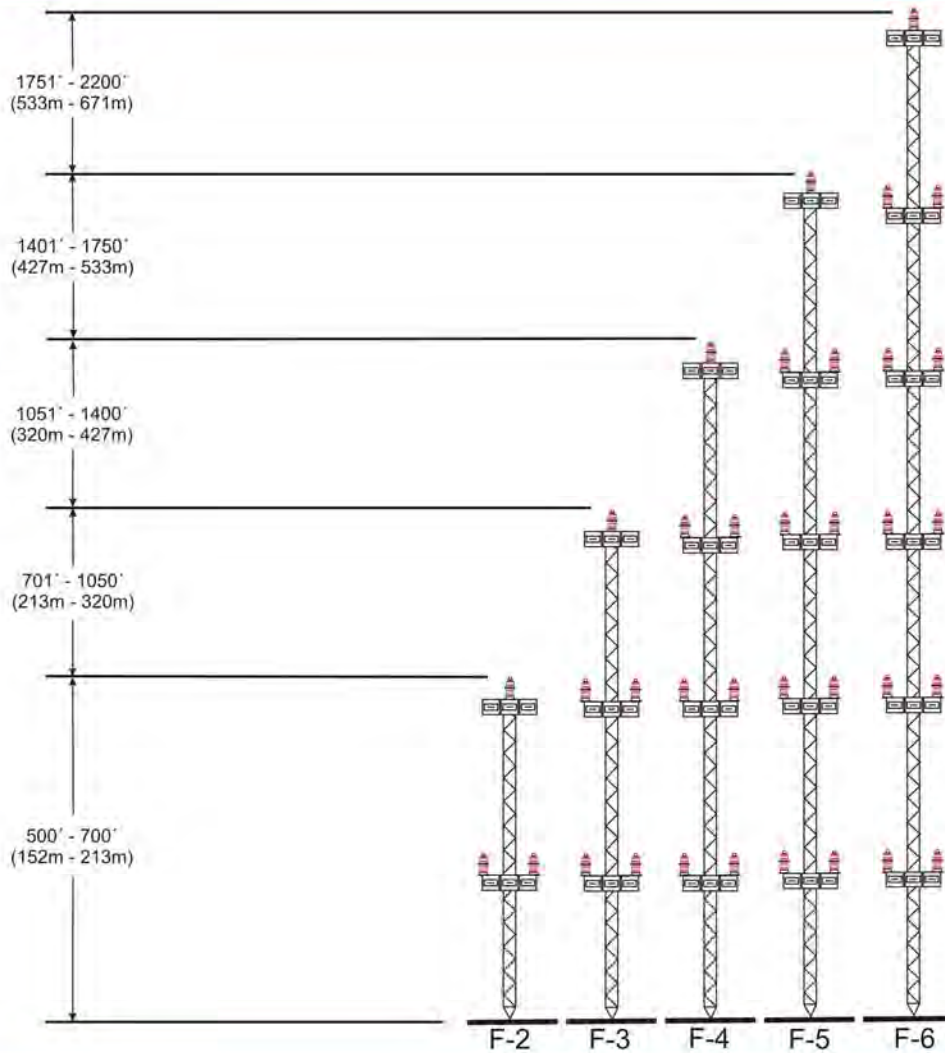 1751´ - 2200´
(533m - 671m)
1401´ - 1750´
(427m - 533m)
1051´ - 1400´
(320m - 427m)
701´ - 1050´
(213m - 320m)
500´ - 700´
(152m - 213m)
F-2 F-3 F-4 F-5 F-6